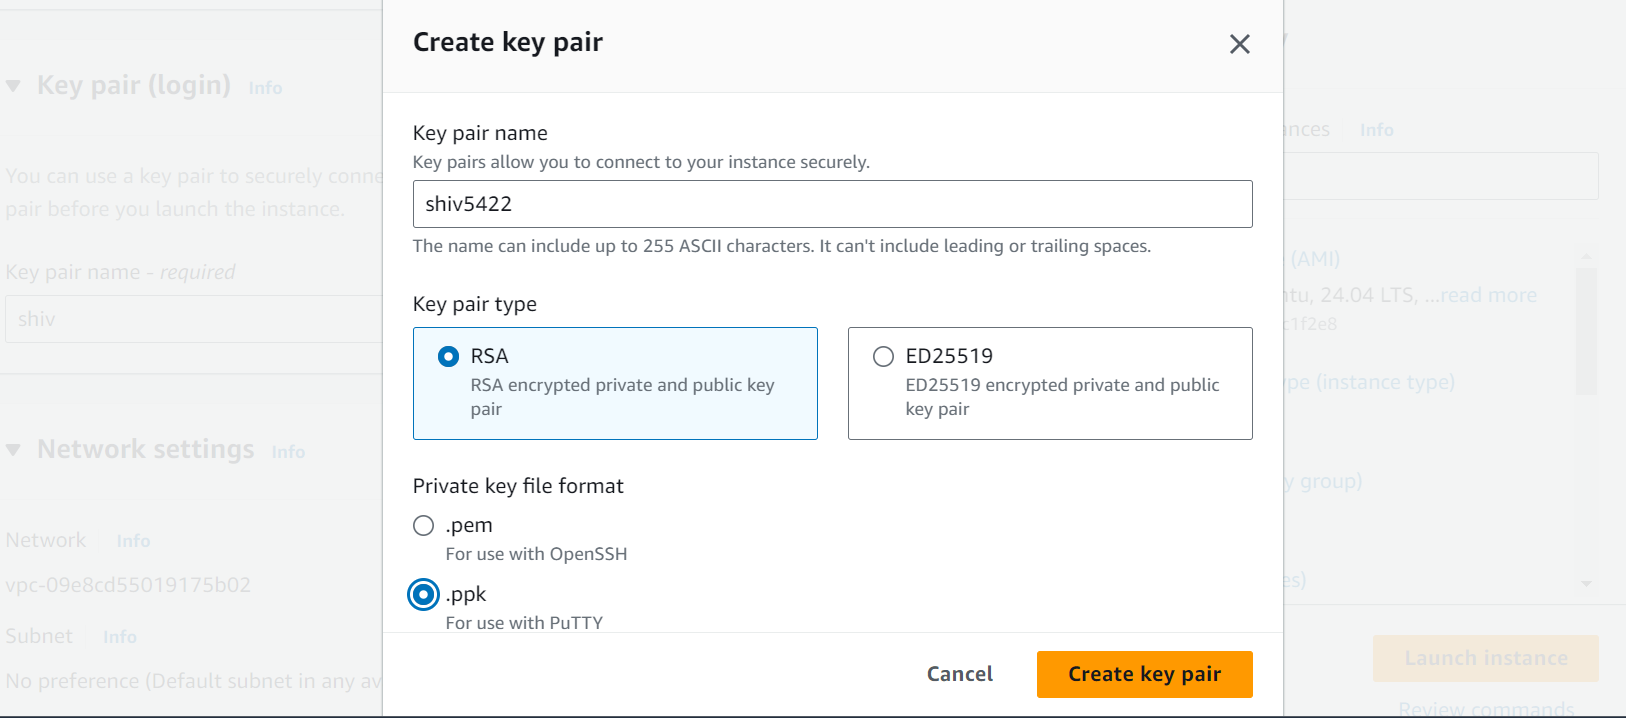 Create key pair
Key pair (login) Info
You can use a key pair to securely conne
pair before you launch the instance.
Key pair name - required
shiv
Network settings Info
Network Info
vpc-09e8cd55019175b02
Subnet Info
No preference (Default subnet in any av
Key pair name
Key pairs allow you to connect to your instance securely.
shiv5422
The name can include up to 255 ASCII characters. It can't include leading or trailing spaces.
Key pair type
RSA
RSA encrypted private and public key
pair
ED25519
ED25519 encrypted private and public
key pair
Private key file format
.pem
For use with OpenSSH
.ppk
For use with PuTTY
Cancel Create key pair
ances Info
(AMI)
ntu, 24.04 LTS, ...read more
c1f2e8
ype (instance type)
y group)
es)
Launch instance
Review commands